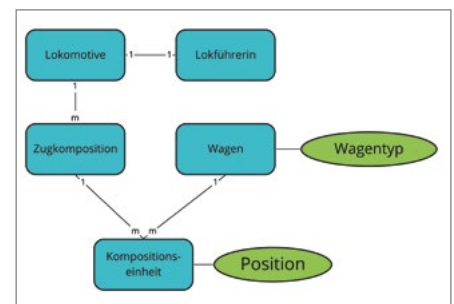 Lokomotive
1
1
Lokführerin
1
m
Zugkomposition
Wagen
Wagentyp
1
1
m
m
Kompositions-
einheit
Position